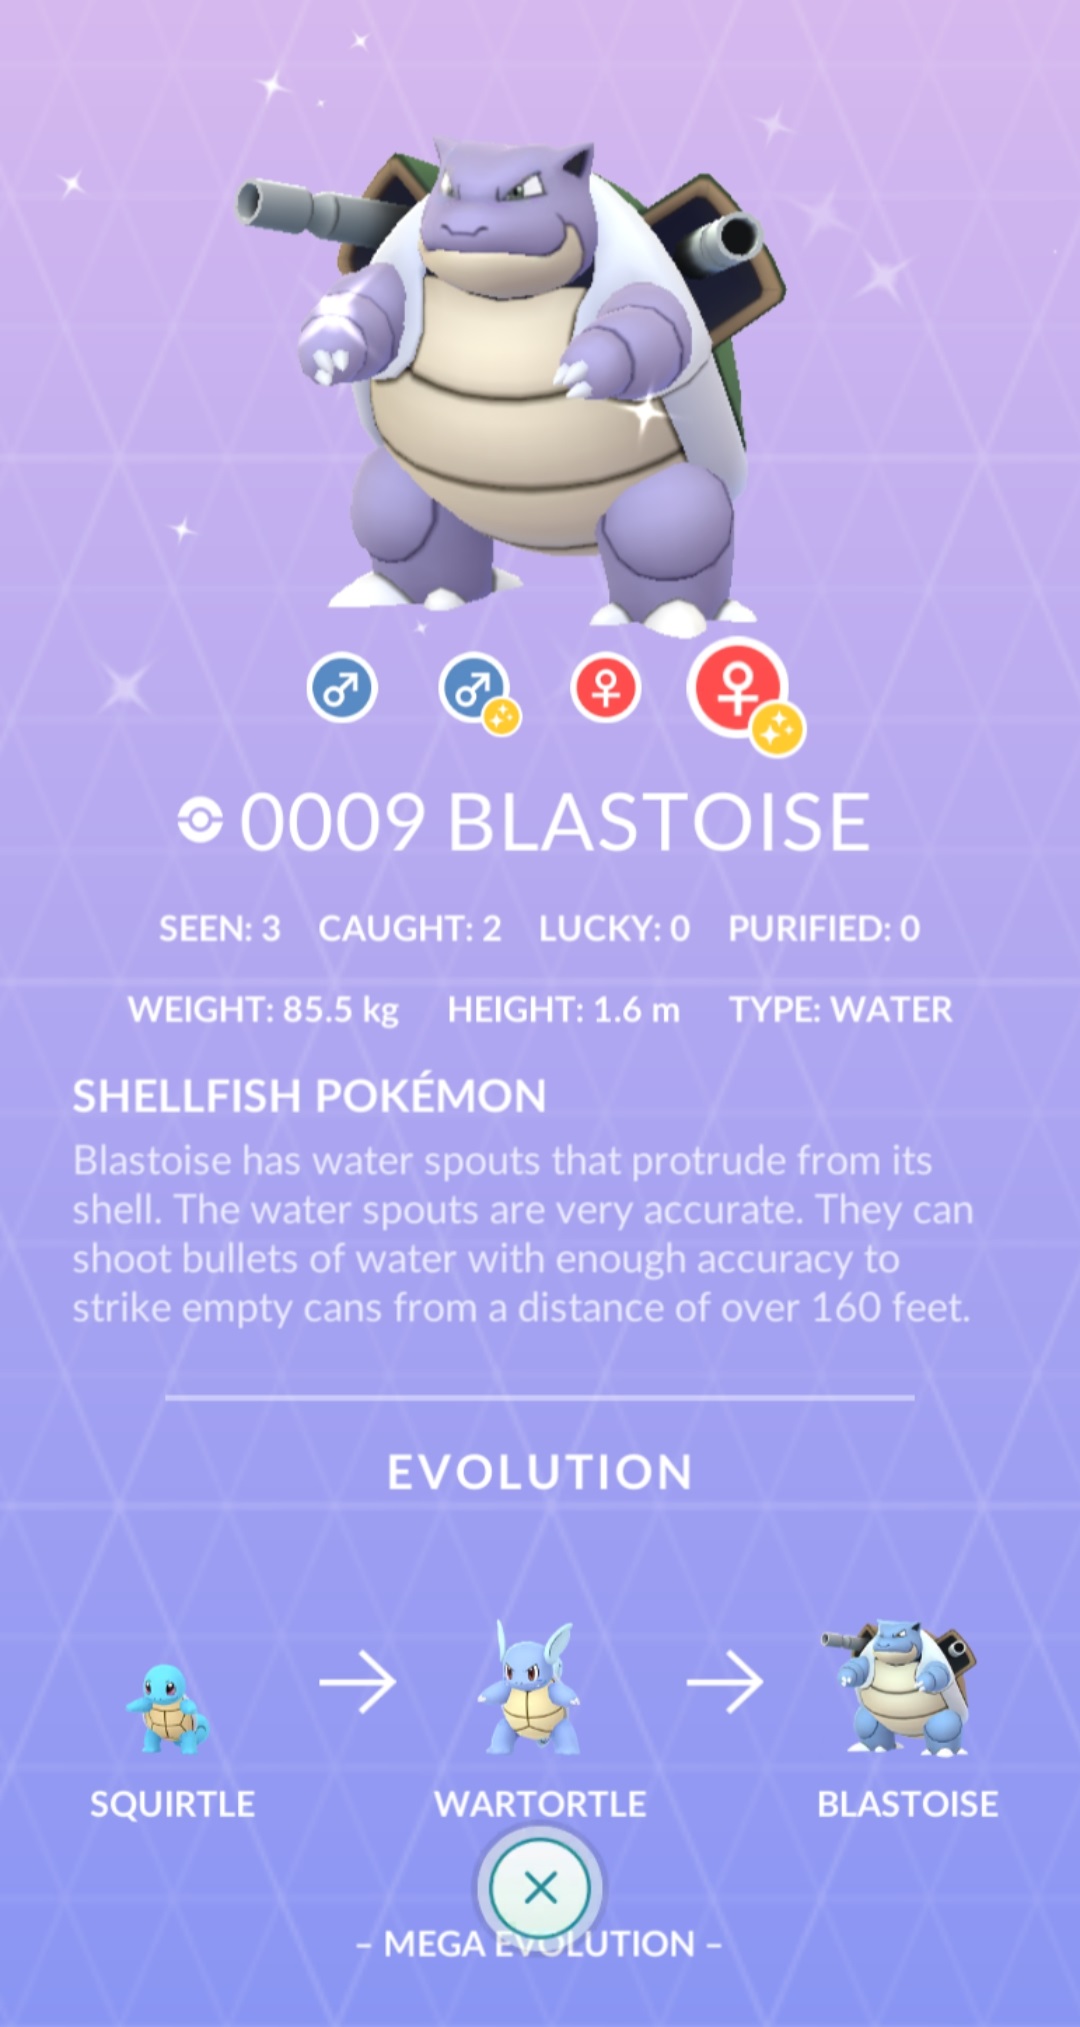 0009 BLASTOISE
SEEN: 3 CAUGHT: 2 LUCKY: 0 PURIFIED: 0
WEIGHT: 85.5 kg HEIGHT: 1.6 m TYPE: WATER
SHELLFISH POKÉMON
Blastoise has water spouts that protrude from its
shell. The water spouts are very accurate. They can
shoot bullets of water with enough accuracy to
strike empty cans from a distance of over 160 feet.
EVOLUTION
SQUIRTLE WARTORTLE BLASTOISE
– MEGA EVOLUTION –